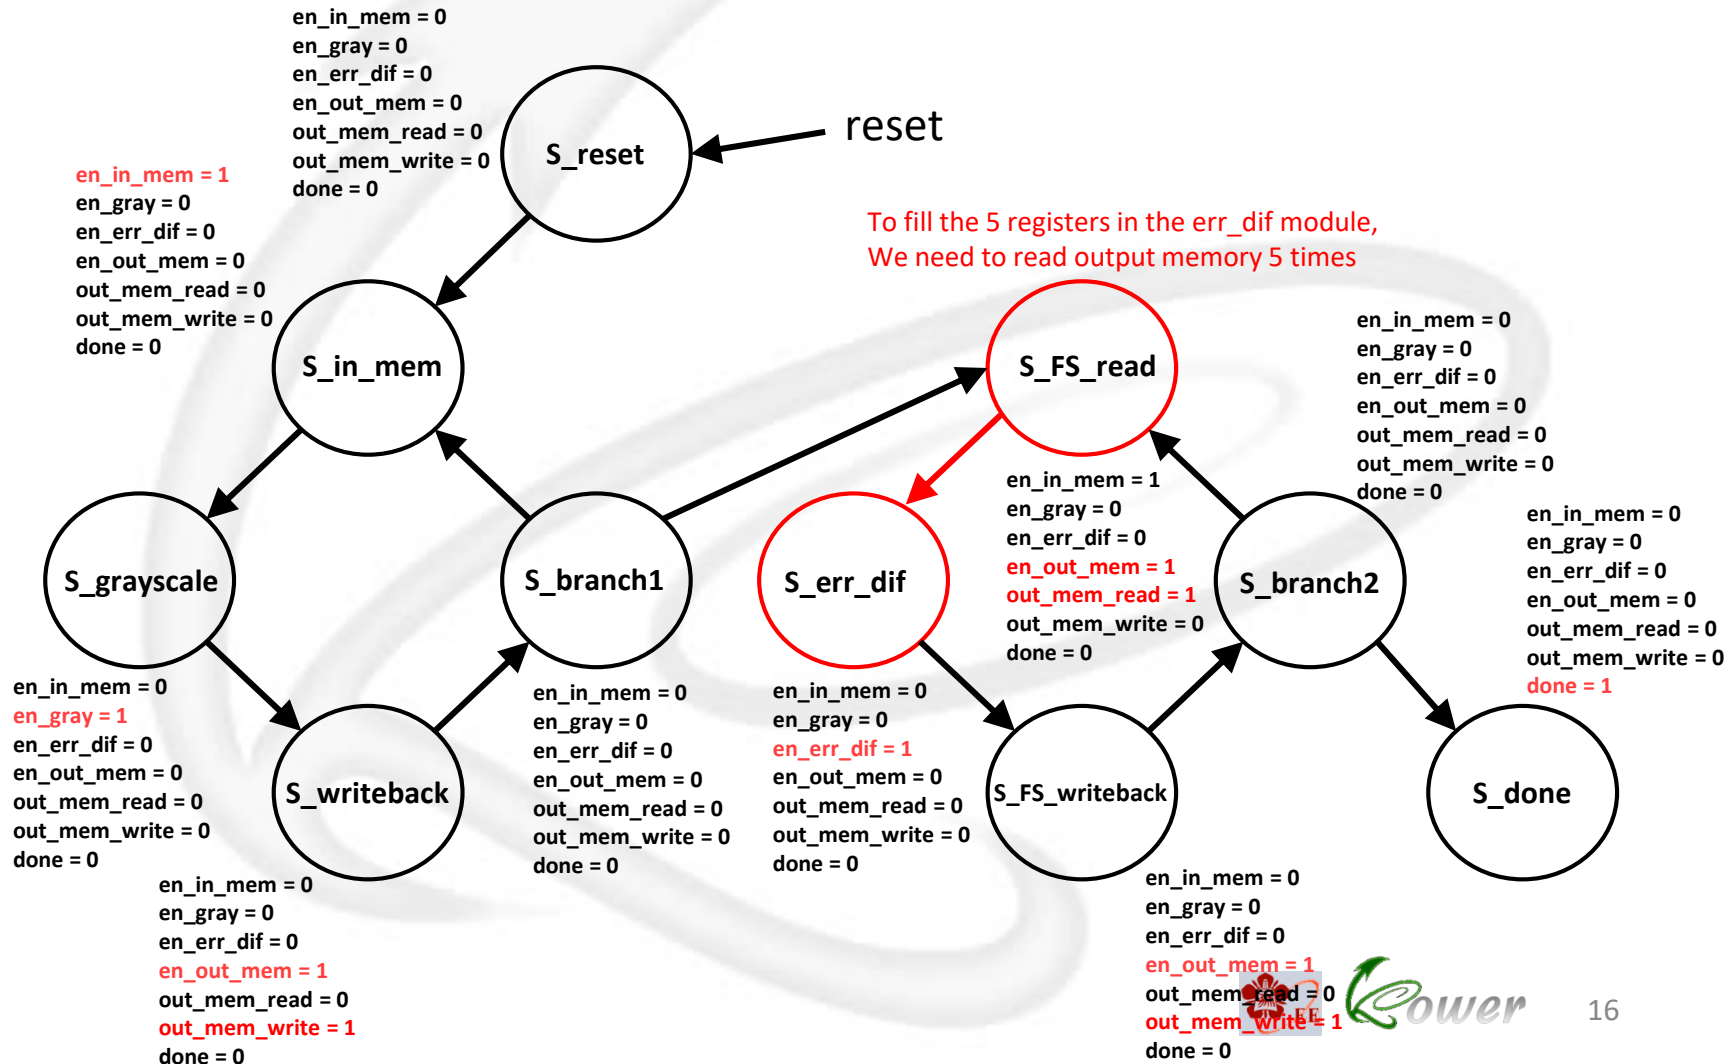 en_in_mem = 0
en_gray = 0
en_err_dif = 0
en_out_mem = 0
out_mem_read = 0
out_mem_write = 0
done = 0
S_reset
reset
en_in_mem = 1
en_gray = 0
en_err_dif = 0
en_out_mem = 0
out_mem_read = 0
out_mem_write = 0
done = 0
S_in_mem
To fill the 5 registers in the err_dif module,
We need to read output memory 5 times
S_FS_read
en_in_mem = 0
en_gray = 0
en_err_dif = 0
en_out_mem = 0
out_mem_read = 0
out_mem_write = 0
done = 0
en_in_mem = 1
en_gray = 0
en_err_dif = 0
en_out_mem = 1
out_mem_read = 1
out_mem_write = 0
done = 0
en_in_mem = 0
en_gray = 0
en_err_dif = 0
en_out_mem = 0
out_mem_read = 0
out_mem_write = 0
done = 1
S_grayscale
S_branch1
S_err_dif
S_branch2
en_in_mem = 0
en_gray = 1
en_err_dif = 0
en_out_mem = 0
out_mem_read = 0
out_mem_write = 0
done = 0
S_writeback
en_in_mem = 0
en_gray = 0
en_err_dif = 0
en_out_mem = 0
out_mem_read = 0
out_mem_write = 0
done = 0
en_in_mem = 0
en_gray = 0
en_err_dif = 1
en_out_mem = 0
out_mem_read = 0
out_mem_write = 0
done = 0
S_FS_writeback
S_done
en_in_mem = 0
en_gray = 0
en_err_dif = 0
en_out_mem = 1
out_mem_read = 0
out_mem_write = 1
done = 0
en_in_mem = 0
en_gray = 0
en_err_dif = 0
en_out_mem = 1
out_mem_read = 0
out_mem_write = 1
done = 0
EE
ower
16